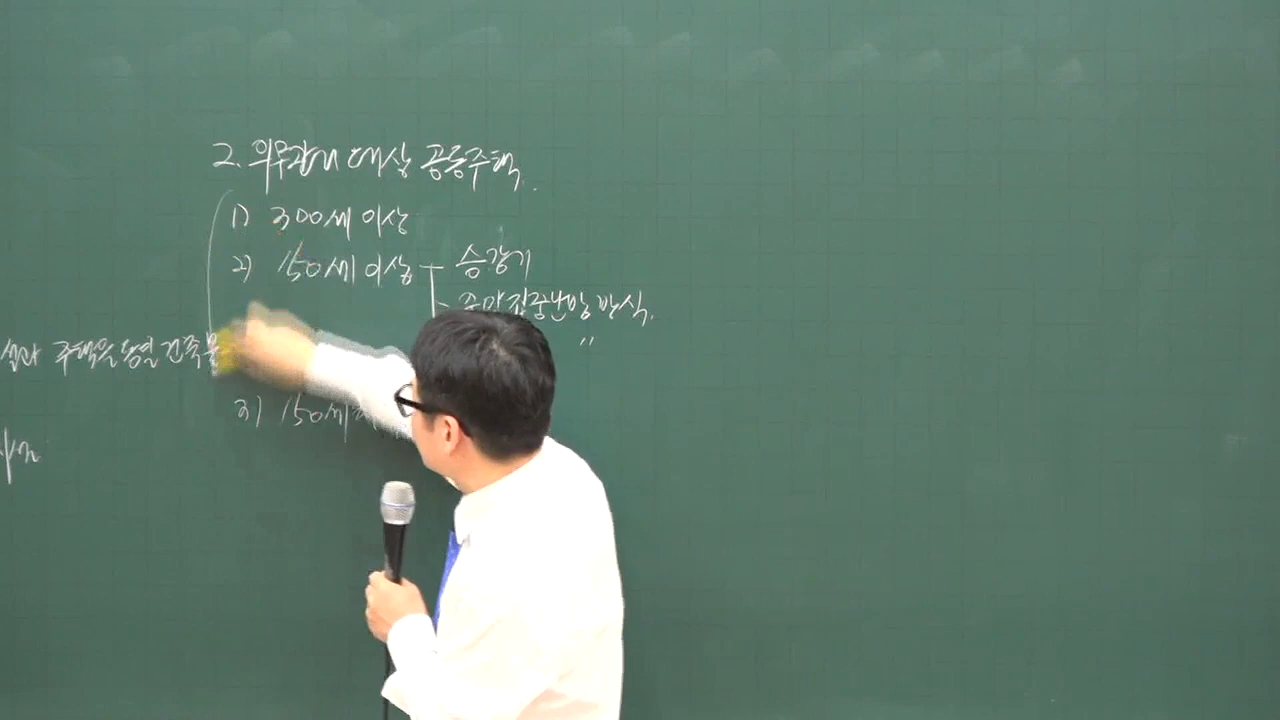 2. 의무관리 대상 공동주택.
1) 300세 이상
2) 150세 이상 승강기
중앙집중난방 방식.
"
주택을 동일 건축물
3) 150세